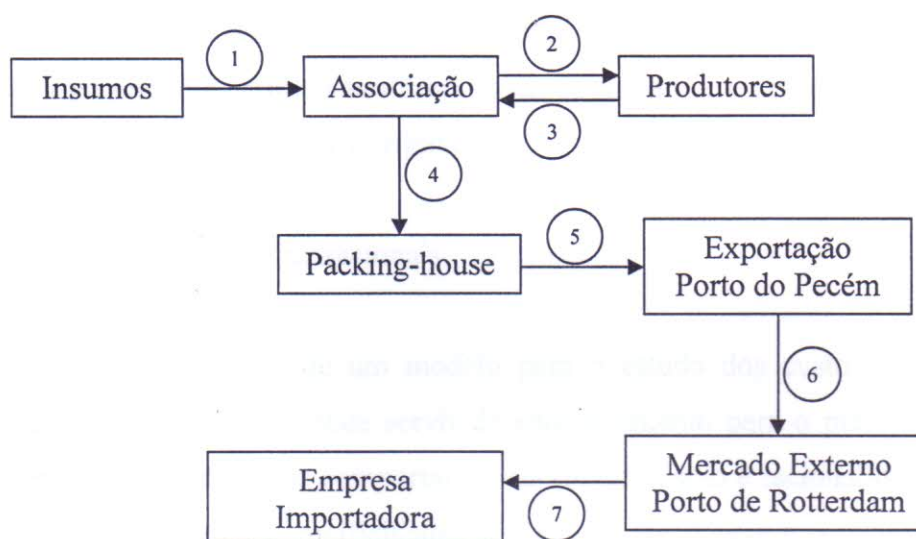 Insumos
1
Associação
2
Produtores
3
4
Packing-house
5
Exportação
Porto do Pecém
6
Mercado Externo
Porto de Rotterdam
7
Empresa
Importadora